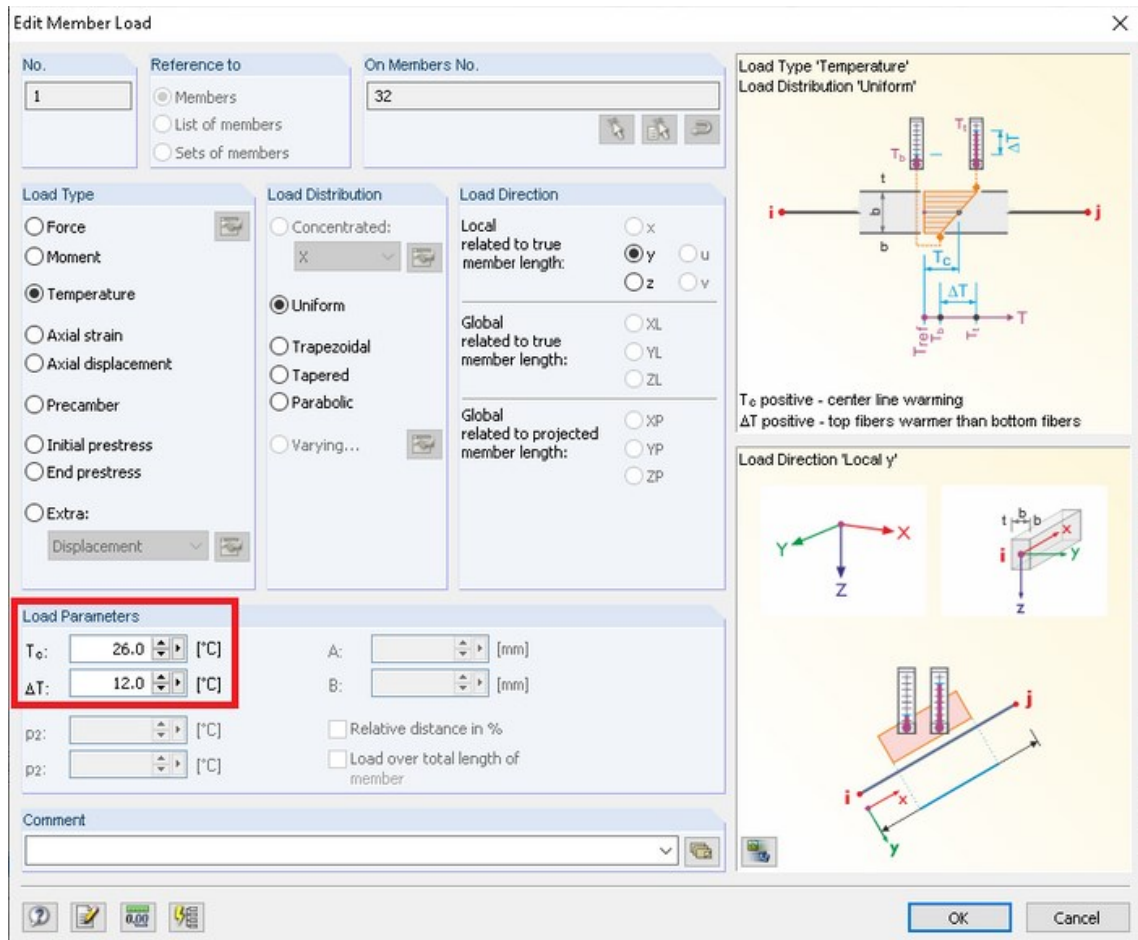 Edit Member Load
No.
1
Reference to
Members
List of members
Sets of members
On Members No.
32
Load Type
Force
Moment
Temperature
Axial strain
Axial displacement
Precamber
Initial prestress
End prestress
Extra:
Displacement
Load Distribution
Concentrated:
X
Uniform
Trapezoidal
Tapered
Parabolic
Varying...
Load Direction
Local
related to true
member length:
x
y
u
z
v
Global
related to true
member length:
XL
YL
ZL
Global
related to projected
member length:
XP
YP
ZP
Load Parameters
Tc: 26.0 [°C]
ΔT: 12.0 [°C]
p2: [°C]
p2: [°C]
A: [mm]
B: [mm]
Relative distance in %
Load over total length of
member
Comment
Load Type 'Temperature'
Load Distribution 'Uniform'
Tb
Tt
ΔT
t
i
b
j
b
Tc
ΔT
T
Tref
Tb
Tt
Tc positive - center line warming
ΔT positive - top fibers warmer than bottom fibers
Load Direction 'Local y'
X
Y
Z
t b b
x
i
y
z
j
i
x
y
0.00
OK
Cancel